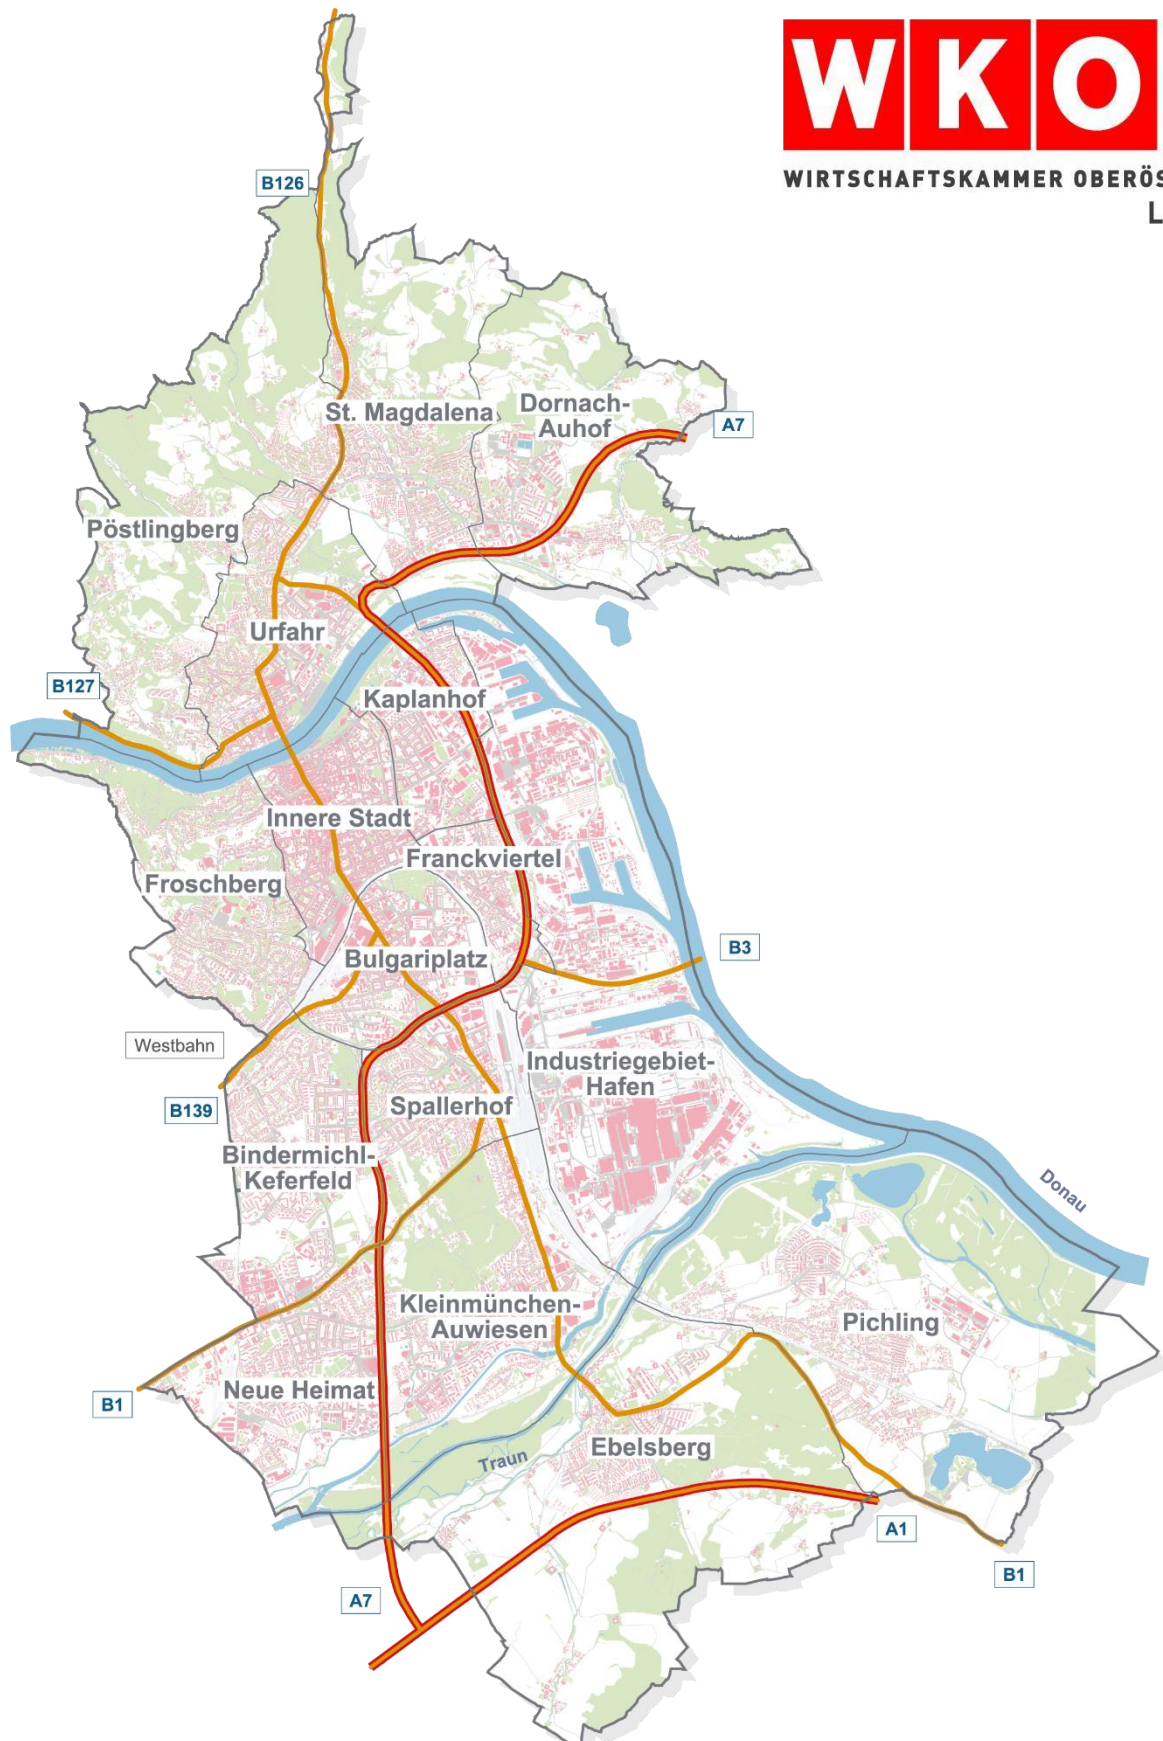 WKO
WIRTSCHAFTSKAMMER OBERÖS
L
B126
St. Magdalena
Dornach-
Auhof
A7
Pöstlingberg
Urfahr
B127
Kaplanhof
Innere Stadt
Franckviertel
Froschberg
Bulgariplatz
B3
Westbahn
Industriegebiet-
Hafen
B139
Spallerhof
Bindermichl-
Keferfeld
Donau
Kleinmünchen-
Auwiesen
Pichling
B1
Neue Heimat
Ebelsberg
Traun
A1
B1
A7